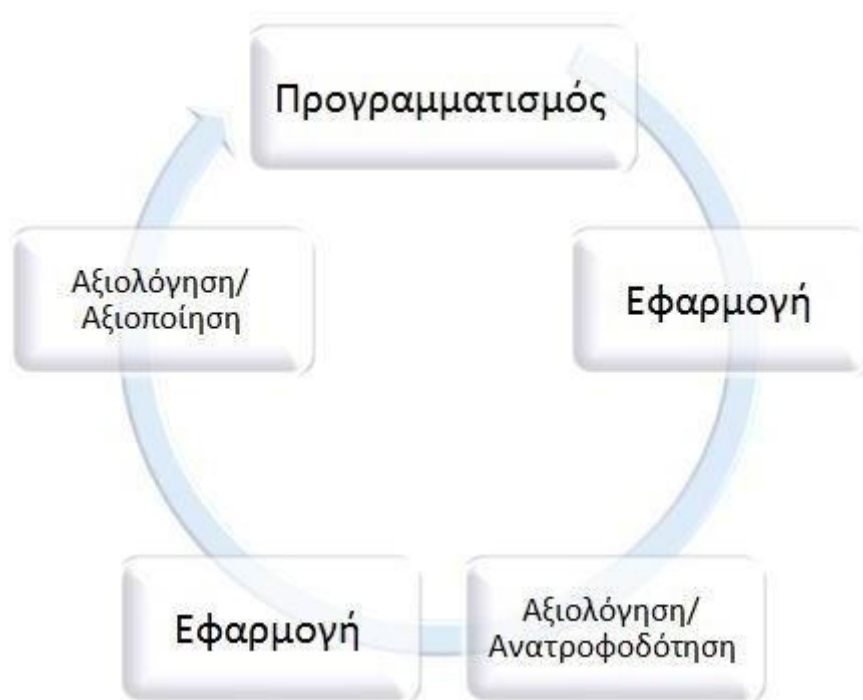 Προγραμματισμός
Εφαρμογή
Αξιολόγηση/
Ανατροφοδότηση
Εφαρμογή
Αξιολόγηση/
Αξιοποίηση